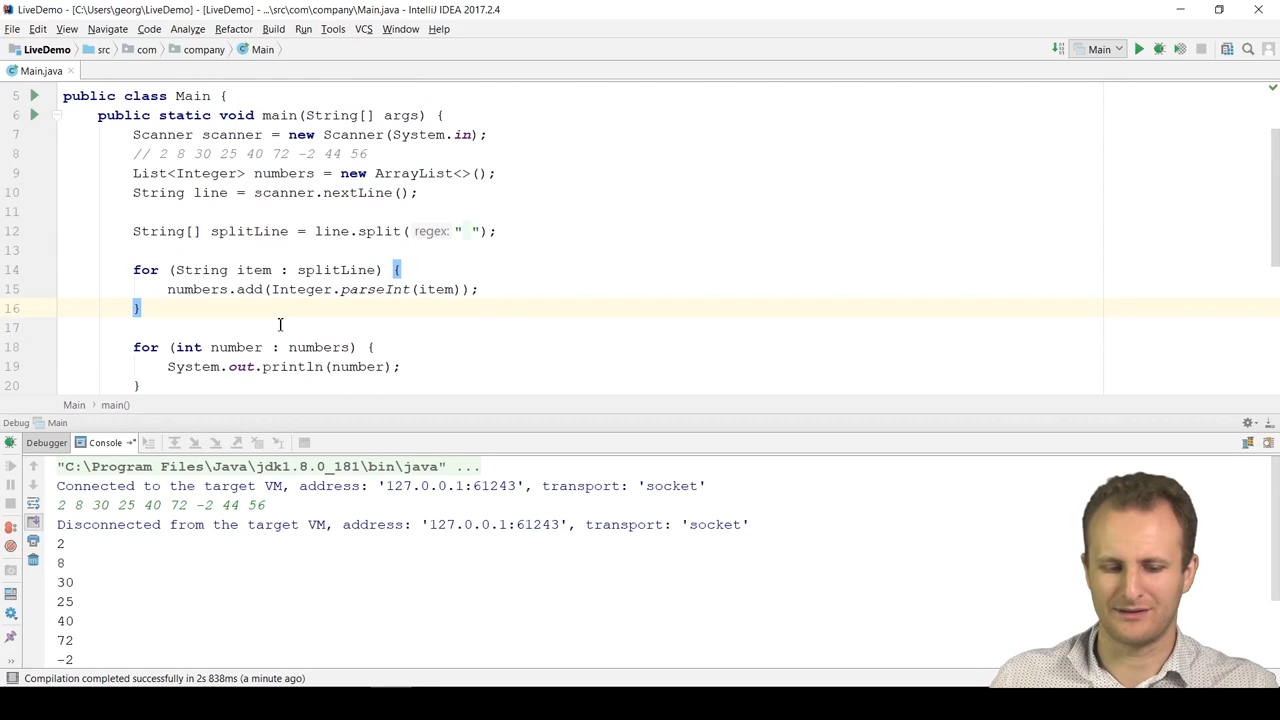 LiveDemo - [C:\Users\georg\LiveDemo] - [LiveDemo] - ...\src\com\company\Main.java - IntelliJ IDEA 2017.2.4
File Edit View Navigate Code Analyze Refactor Build Run Tools VCS Window Help
LiveDemo src com company Main Main
Main.java
5 public class Main {
6 public static void main(String[] args) {
7 Scanner scanner = new Scanner(System.in);
8 // 2 8 30 25 40 72 -2 44 56
9 List<Integer> numbers = new ArrayList<>();
10 String line = scanner.nextLine();
11
12 String[] splitLine = line.split( regex: " ");
13
14 for (String item : splitLine) {
15 numbers.add(Integer.parseInt(item));
16 }
17
18 for (int number : numbers) {
19 System.out.println(number);
20 }
Main main()
Debug Main
Debugger Console
"C:\Program Files\Java\jdk1.8.0_181\bin\java" ...
Connected to the target VM, address: '127.0.0.1:61243', transport: 'socket'
2 8 30 25 40 72 -2 44 56
Disconnected from the target VM, address: '127.0.0.1:61243', transport: 'socket'
2
8
30
25
40
72
-2
Compilation completed successfully in 2s 838ms (a minute ago)